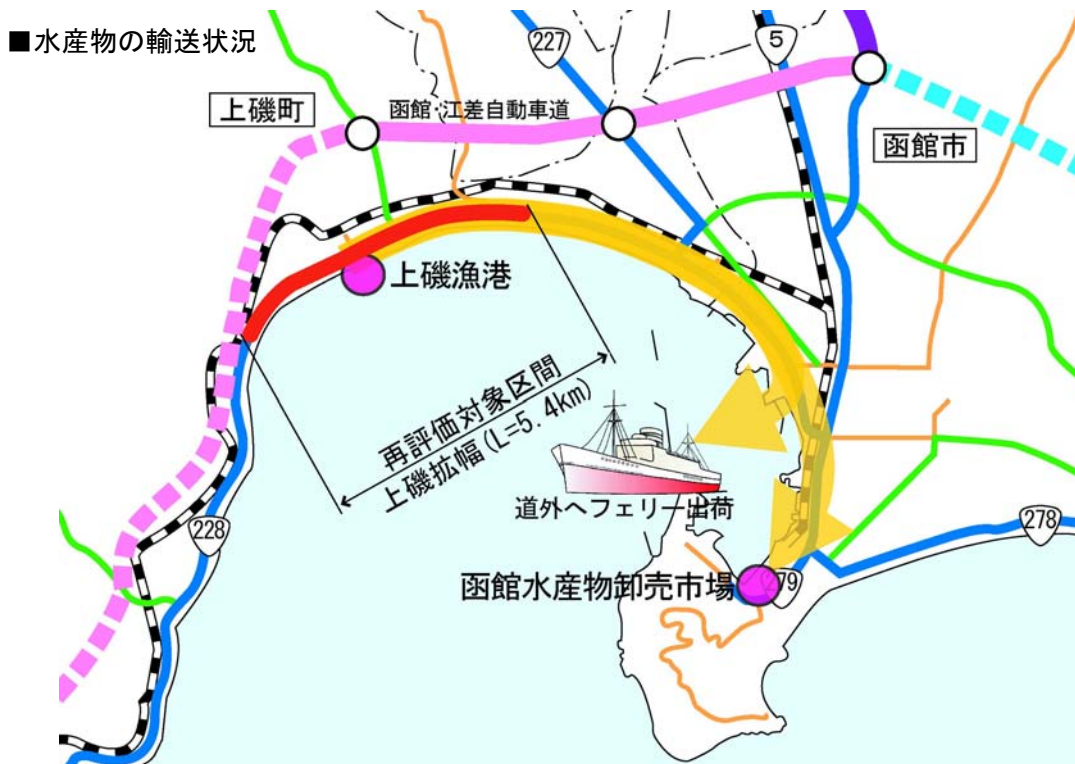 ■水産物の輸送状況
227
5
上磯町
函館・江差自動車道
函館市
上磯漁港
再評価対象区間
上磯拡幅(L=5.4km)
道外へフェリー出荷
228
278
函館水産物卸売市場
279